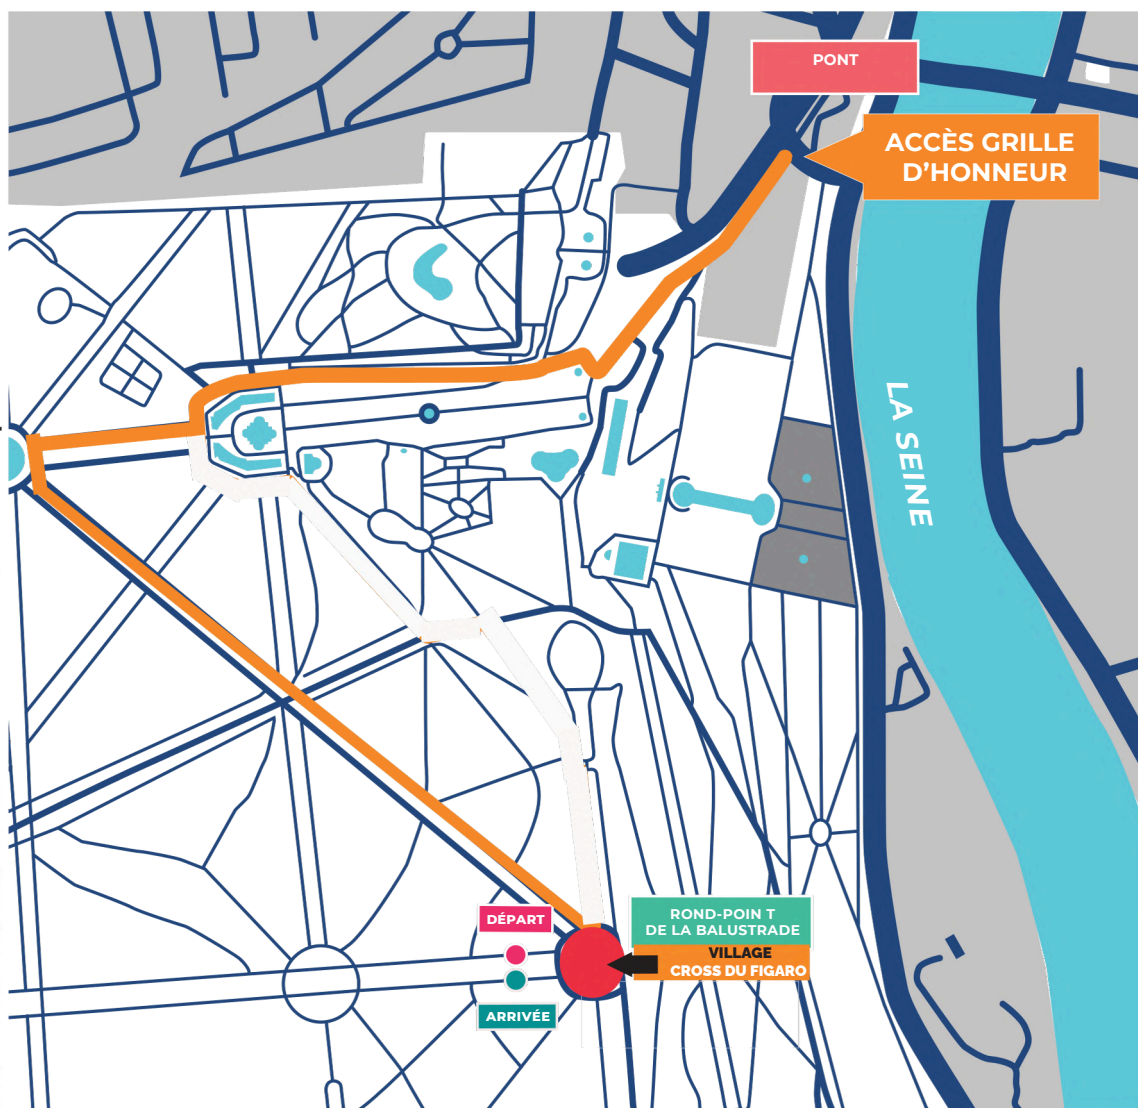 PONT
ACCÈS GRILLE
D’HONNEUR
LA SEINE
DÉPART
ROND-POIN T
DE LA BALUSTRADE
VILLAGE
CROSS DU FIGARO
ARRIVÉE